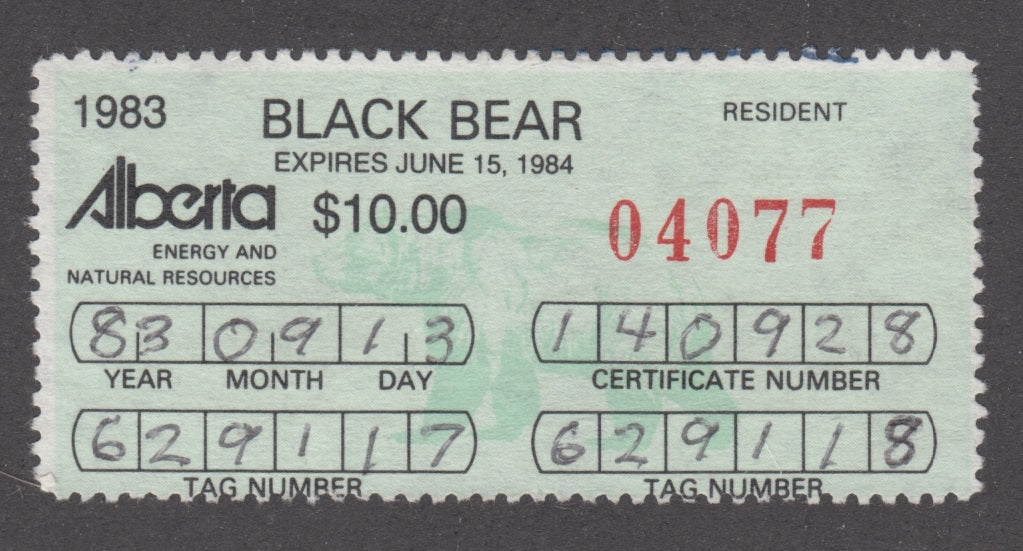 1983 BLACK BEAR RESIDENT
EXPIRES JUNE 15, 1984
Alberta $10.00 04077
ENERGY AND
NATURAL RESOURCES
83 09 13 140928
YEAR MONTH DAY CERTIFICATE NUMBER
629117 629118
TAG NUMBER TAG NUMBER